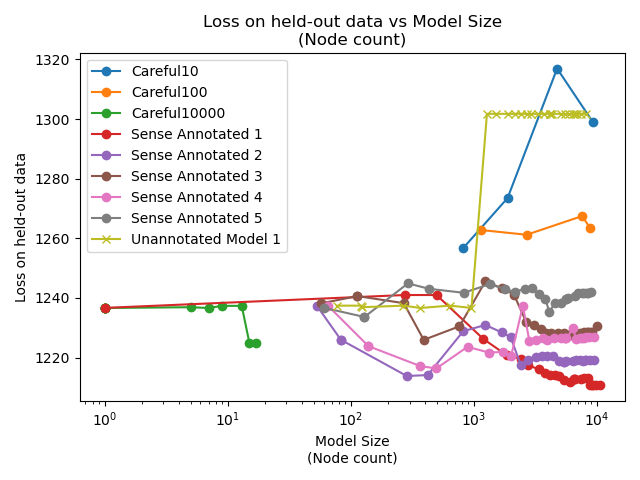 Loss on held-out data vs Model Size
(Node count)
Loss on held-out data
1320
1300
1280
1260
1240
1220
Careful10
Careful100
Careful10000
Sense Annotated 1
Sense Annotated 2
Sense Annotated 3
Sense Annotated 4
Sense Annotated 5
Unannotated Model 1
10⁰ 10¹ 10² 10³ 10⁴
Model Size
(Node count)